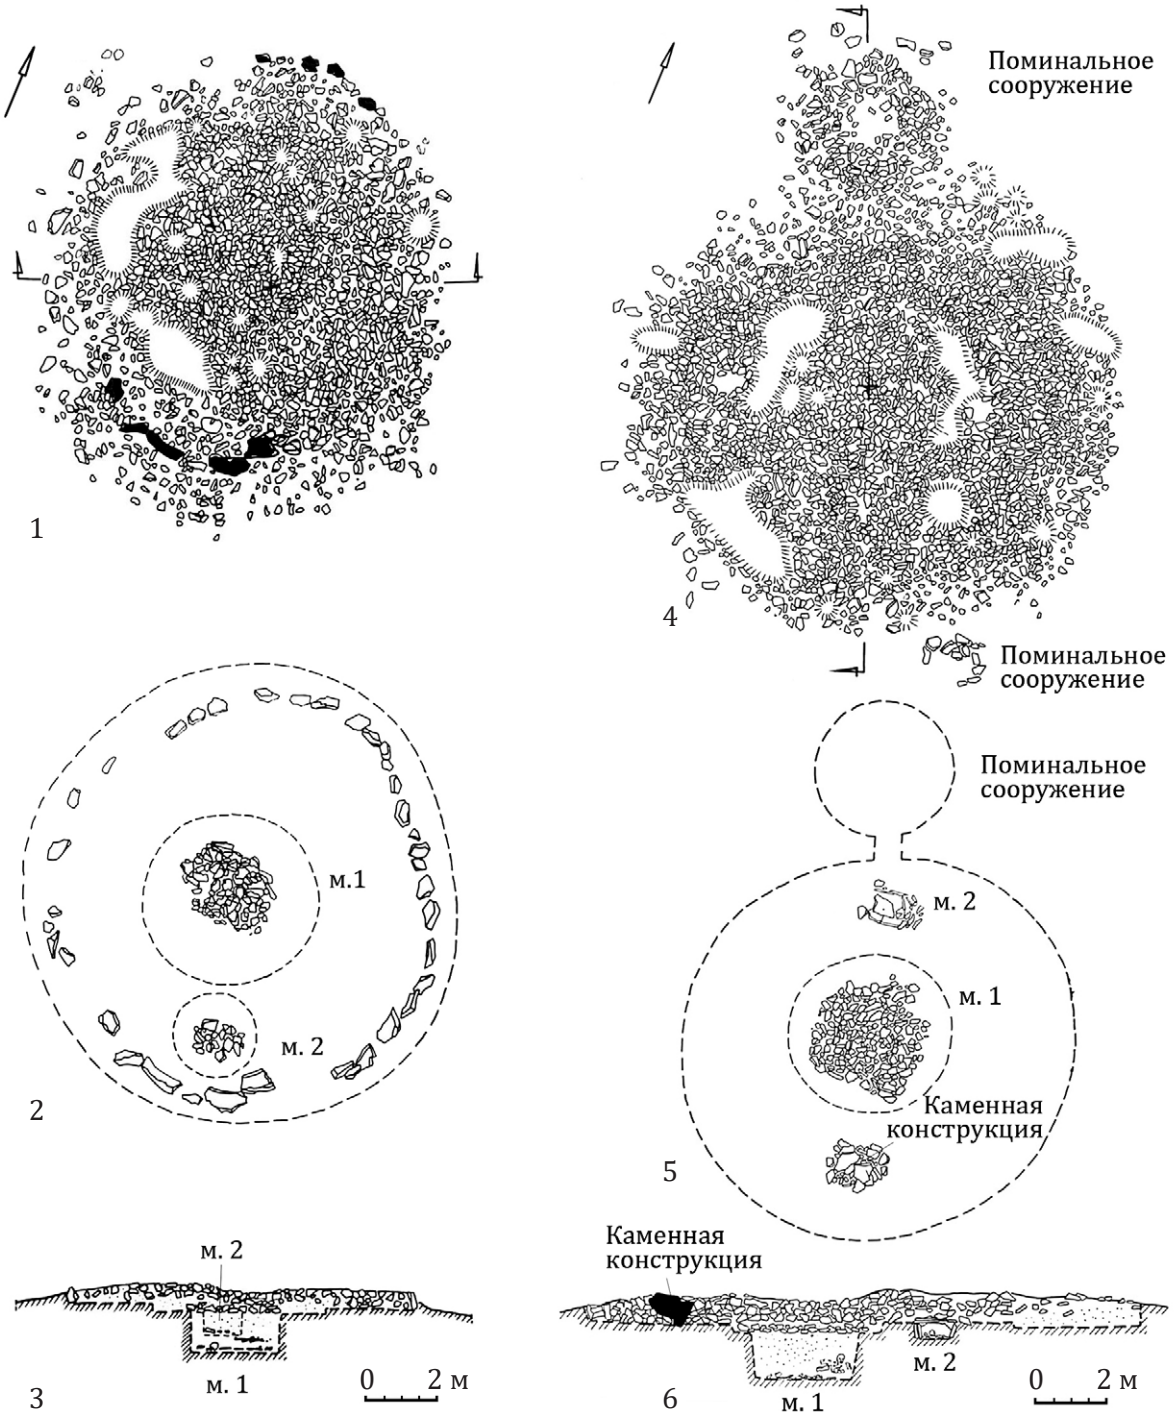 Поминальное
сооружение
1
4
Поминальное
сооружение
Поминальное
сооружение
м.1
м. 2
м. 1
м. 2
Каменная
конструкция
2
5
Каменная
конструкция
м. 2
м. 1
м. 2
м. 1
3
0 2 м
6
0 2 м